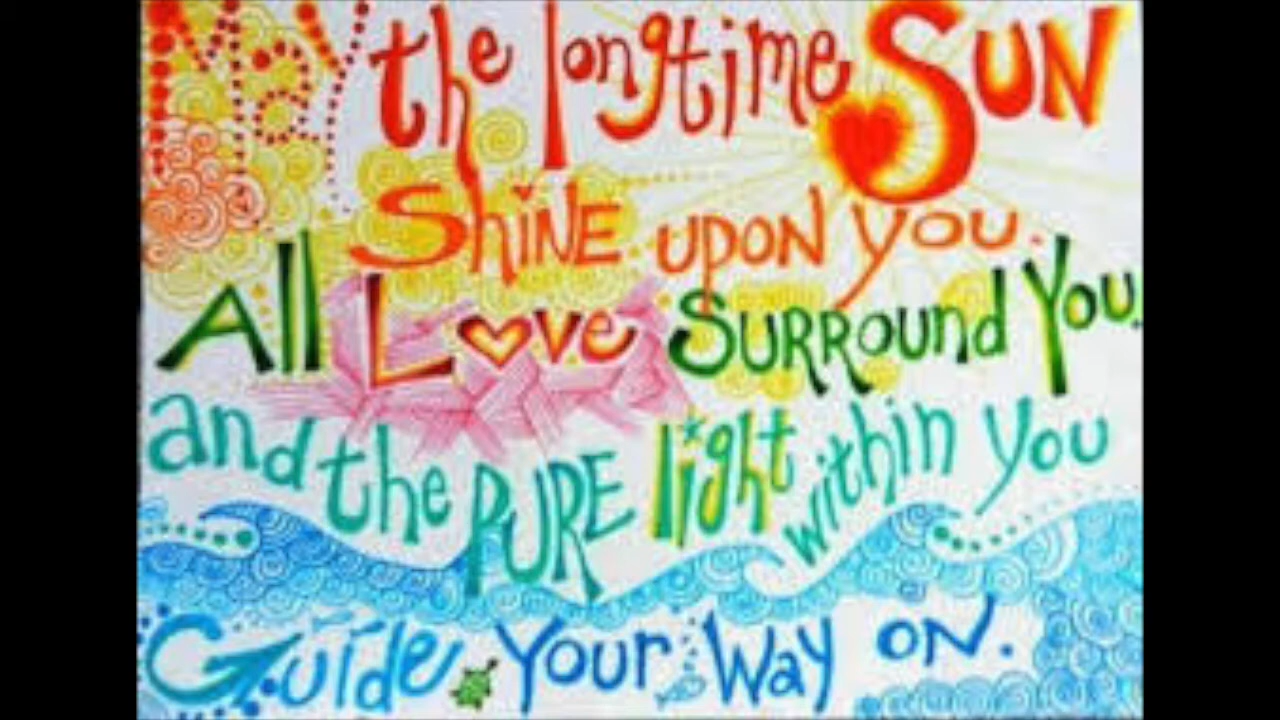 May the longtime SUN
ShiNE UpoN you.
All Love SURROUnd You.
and the PURE light within you
GUide Your Way ON.